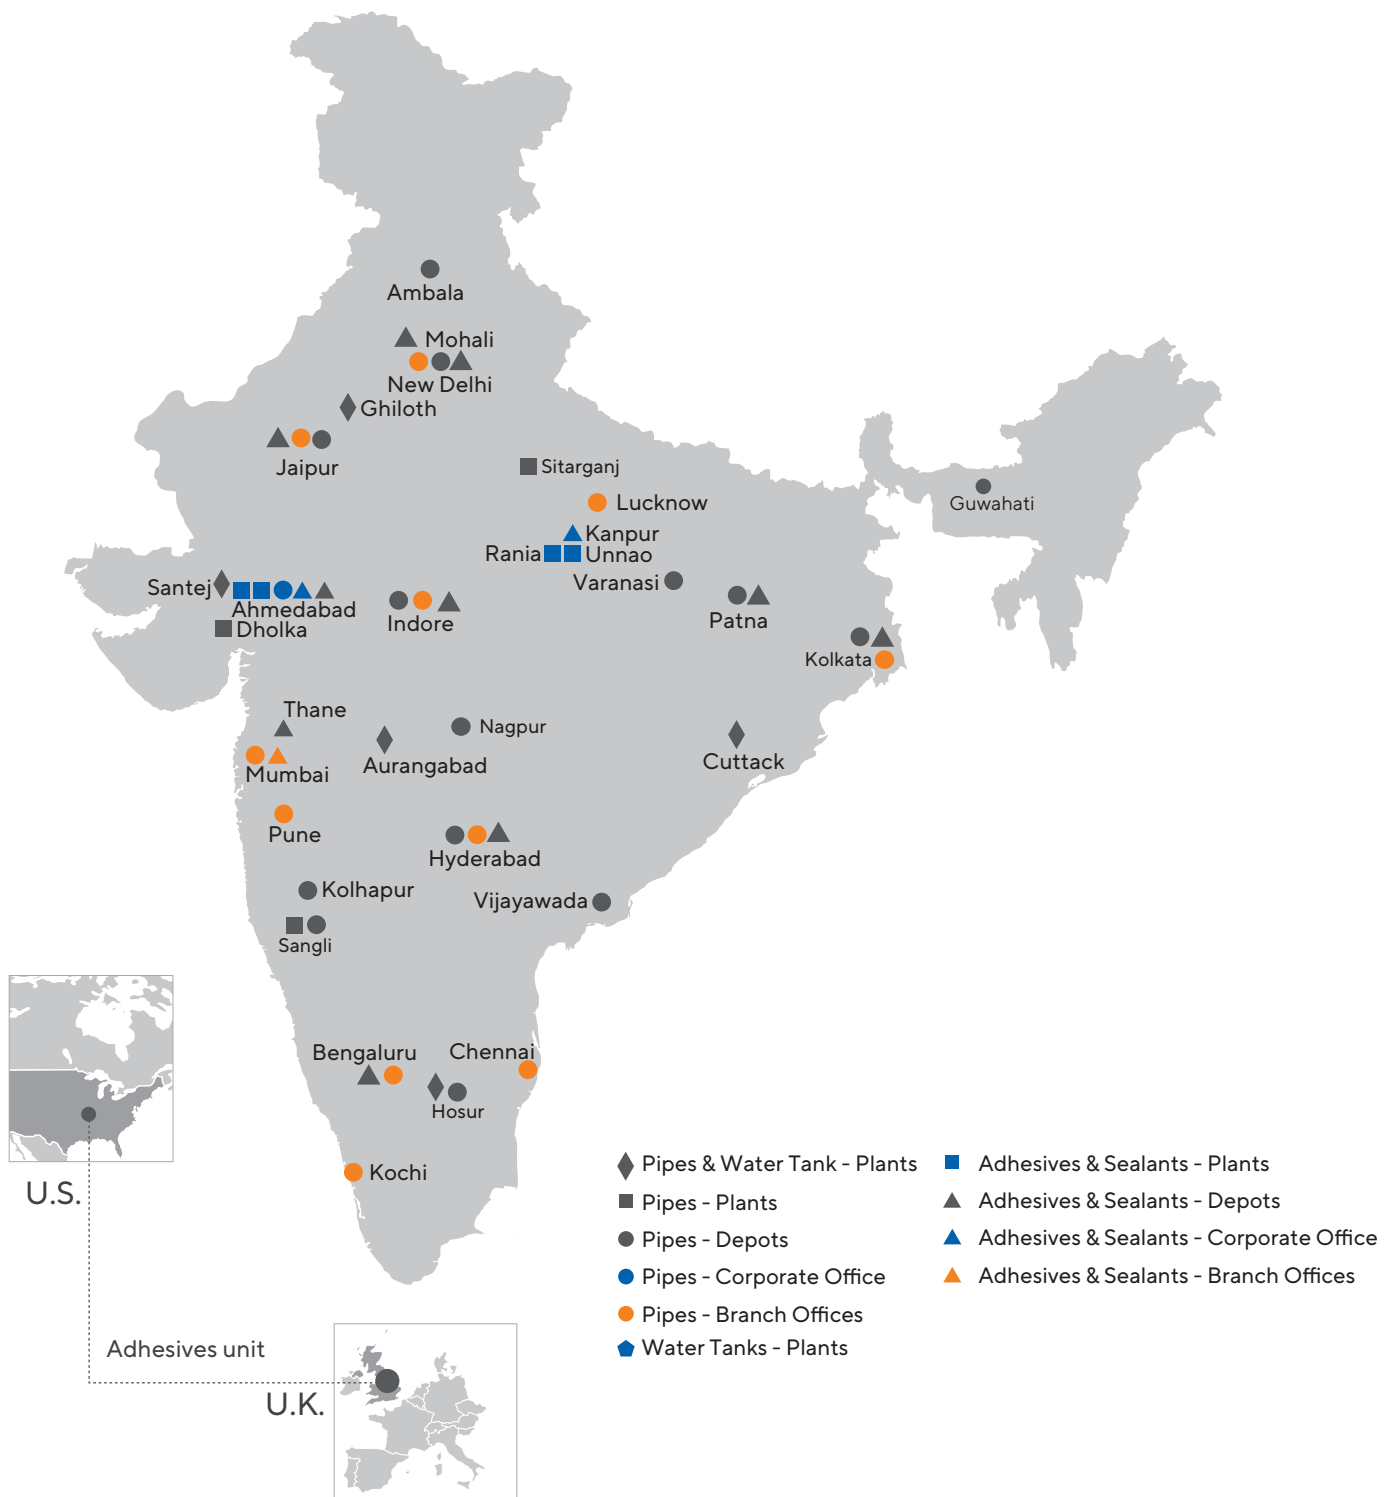 Ambala
Mohali
New Delhi
Ghiloth
Jaipur
Sitarganj
Lucknow
Guwahati
Kanpur
Rania
Unnao
Varanasi
Santej
Ahmedabad
Dholka
Indore
Patna
Kolkata
Thane
Nagpur
Aurangabad
Cuttack
Mumbai
Pune
Hyderabad
Kolhapur
Vijayawada
Sangli
Bengaluru
Chennai
Hosur
Kochi
U.S.
Adhesives unit
U.K.
Pipes & Water Tank - Plants
Pipes - Plants
Pipes - Depots
Pipes - Corporate Office
Pipes - Branch Offices
Water Tanks - Plants
Adhesives & Sealants - Plants
Adhesives & Sealants - Depots
Adhesives & Sealants - Corporate Office
Adhesives & Sealants - Branch Offices